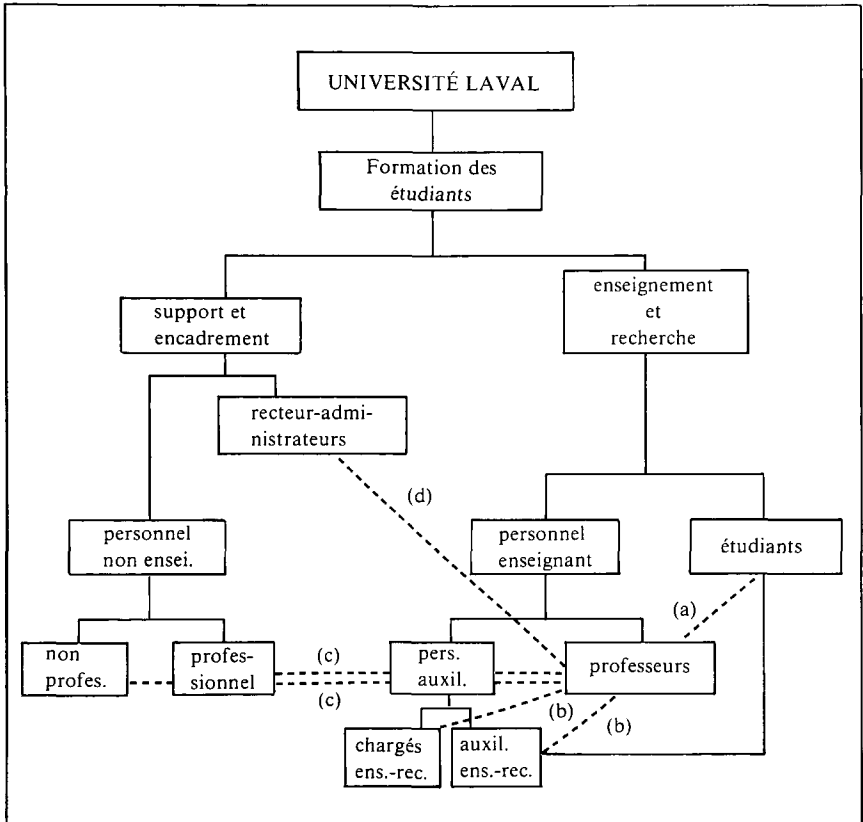 UNIVERSITÉ LAVAL
Formation des
étudiants
support et
encadrement
enseignement
et
recherche
recteur-admi-
nistrateurs
(d)
personnel
non ensei.
personnel
enseignant
étudiants
(a)
non
profes.
profes-
sionnel
(c)
(c)
pers.
auxil.
professeurs
(b)
(b)
chargés
ens.-rec.
auxil.
ens.-rec.